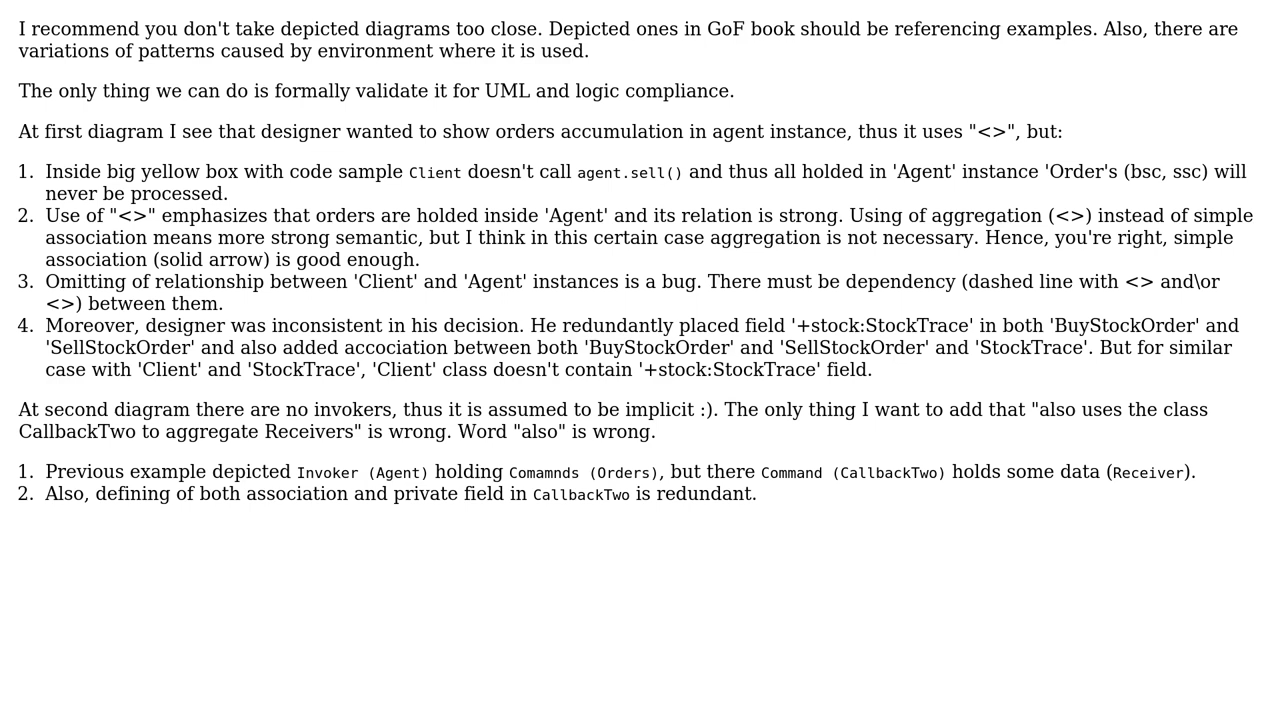 I recommend you don't take depicted diagrams too close. Depicted ones in GoF book should be referencing examples. Also, there are
variations of patterns caused by environment where it is used.
The only thing we can do is formally validate it for UML and logic compliance.
At first diagram I see that designer wanted to show orders accumulation in agent instance, thus it uses "<>", but:
1. Inside big yellow box with code sample Client doesn't call agent.sell() and thus all holded in 'Agent' instance 'Order's (bsc, ssc) will
never be processed.
2. Use of "<>" emphasizes that orders are holded inside 'Agent' and its relation is strong. Using of aggregation (<>) instead of simple
association means more strong semantic, but I think in this certain case aggregation is not necessary. Hence, you're right, simple
association (solid arrow) is good enough.
3. Omitting of relationship between 'Client' and 'Agent' instances is a bug. There must be dependency (dashed line with <> and\or
<>) between them.
4. Moreover, designer was inconsistent in his decision. He redundantly placed field '+stock:StockTrace' in both 'BuyStockOrder' and
'SellStockOrder' and also added accociation between both 'BuyStockOrder' and 'SellStockOrder' and 'StockTrace'. But for similar
case with 'Client' and 'StockTrace', 'Client' class doesn't contain '+stock:StockTrace' field.
At second diagram there are no invokers, thus it is assumed to be implicit :). The only thing I want to add that "also uses the class
CallbackTwo to aggregate Receivers" is wrong. Word "also" is wrong.
1. Previous example depicted Invoker (Agent) holding Comamnds (Orders), but there Command (CallbackTwo) holds some data (Receiver).
2. Also, defining of both association and private field in CallbackTwo is redundant.